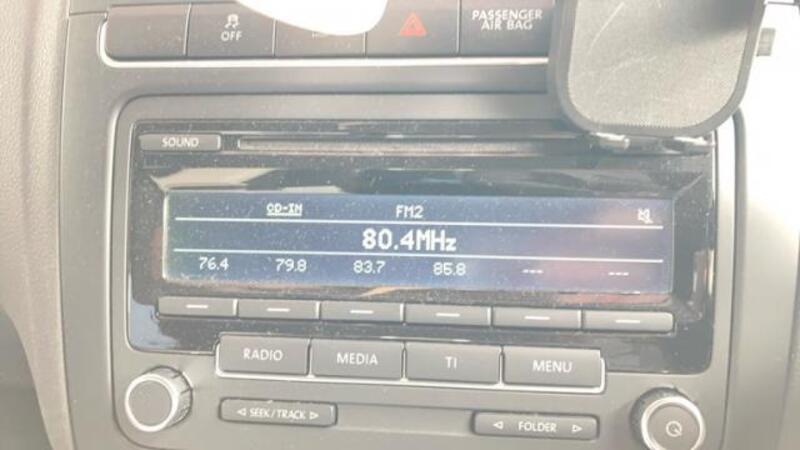 OFF
PASSENGER
AIR BAG
SOUND
CD-IN FM2
80.4MHz
76.4 79.8 83.7 85.8 --- ---
RADIO MEDIA TI MENU
SEEK/TRACK
FOLDER